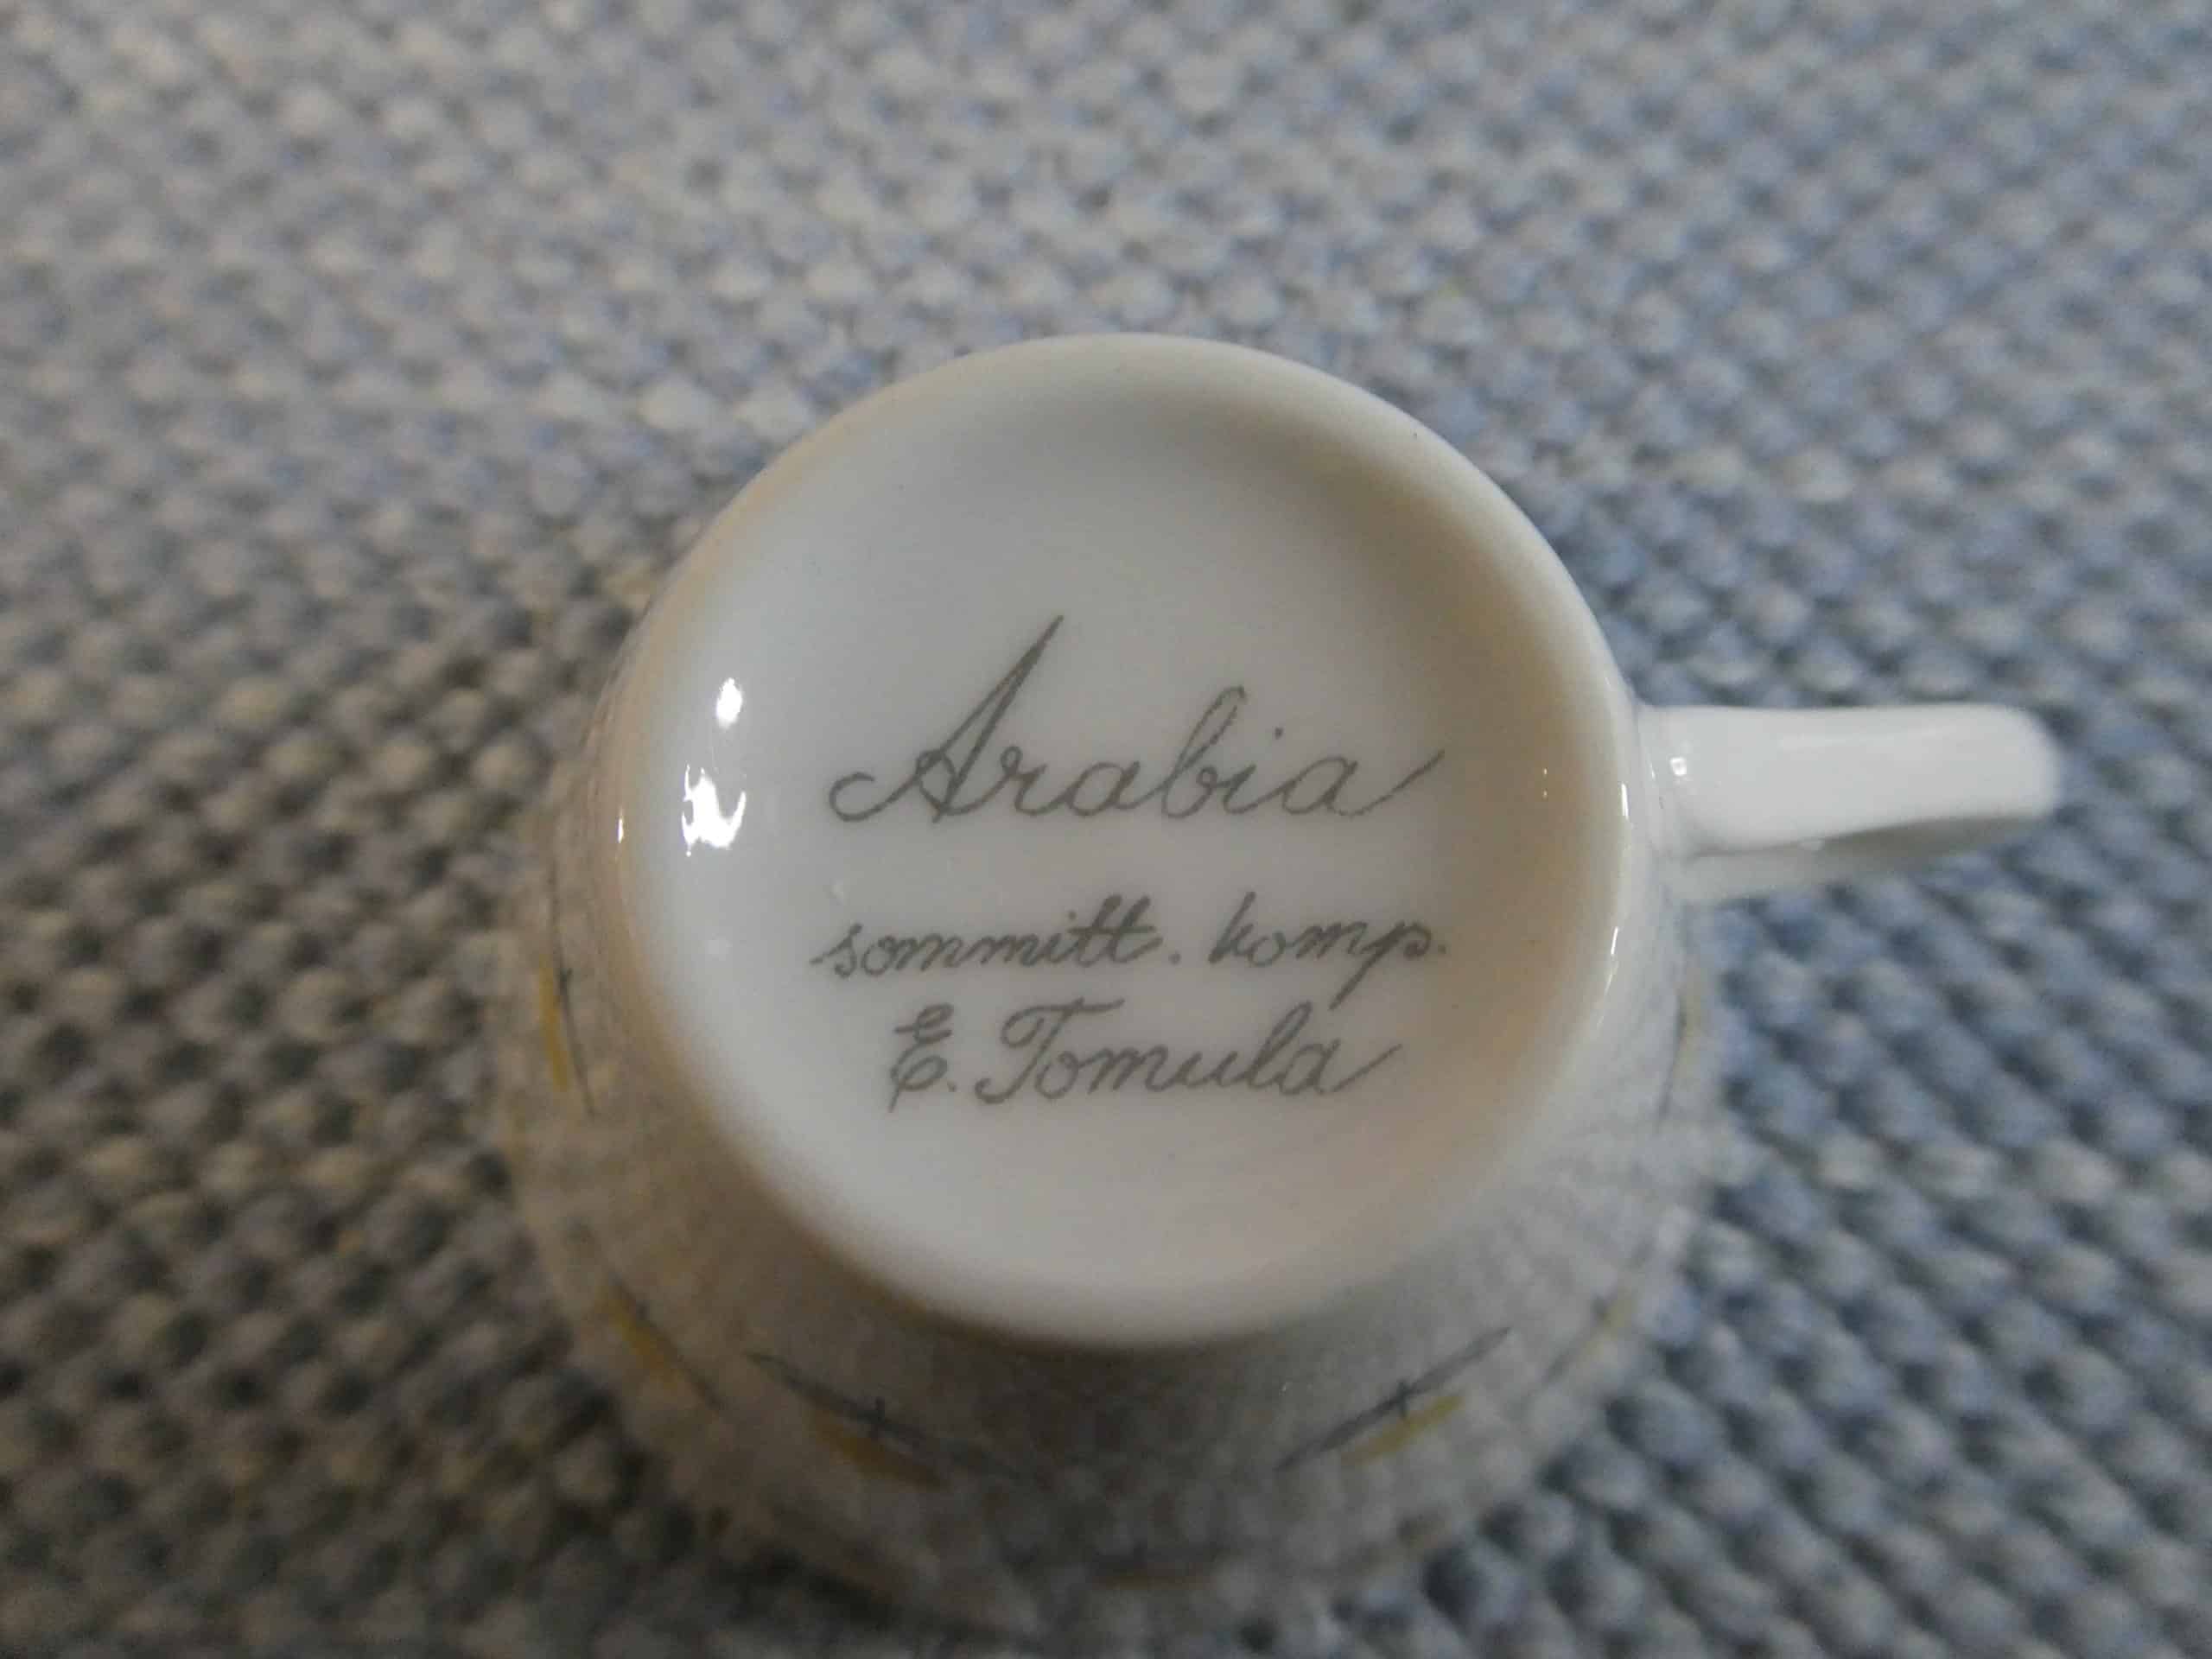 Arabia
sommitt. komp.
E. Tomula